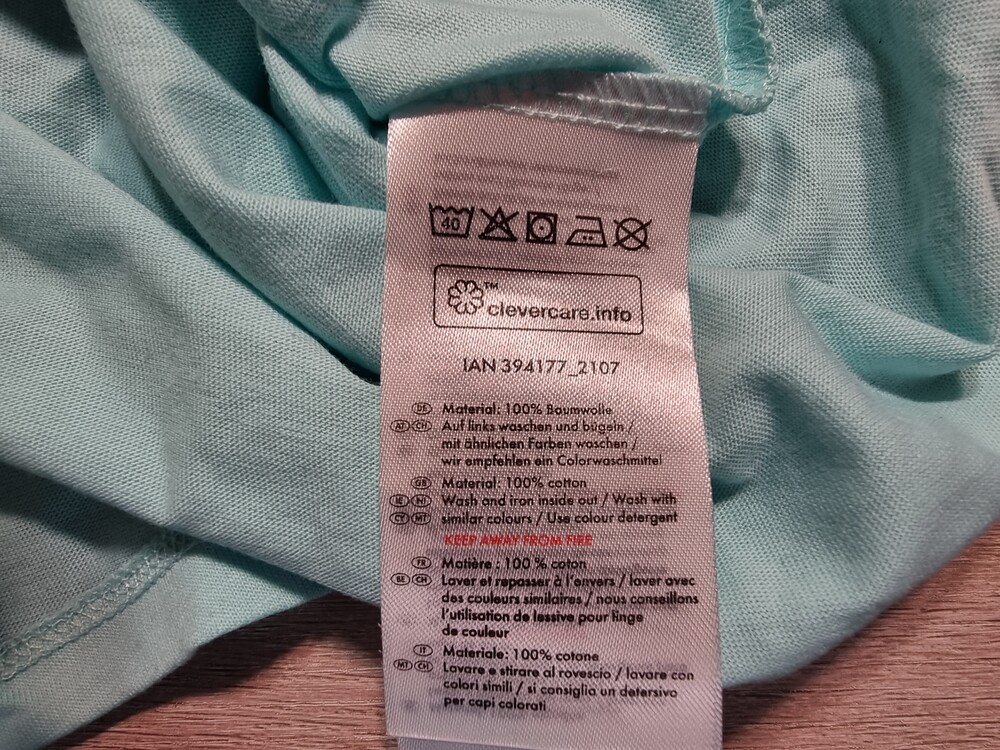 40
clevercare.info™
IAN 394177_2107
DE Material: 100% Baumwolle
AT CH Auf links waschen und bügeln /
mit ähnlichen Farben waschen /
wir empfehlen ein Colorwaschmittel
GB Material: 100% cotton
IE NI Wash and iron inside out / Wash with
CY MT similar colours / Use colour detergent
KEEP AWAY FROM FIRE
FR Matière : 100 % coton
BE CH Laver et repasser à l'envers / laver avec
des couleurs similaires / nous conseillons
l'utilisation de lessive pour linge
de couleur
IT Materiale: 100% cotone
MT CH Lavare e stirare al rovescio / lavare con
colori simili / si consiglia un detersivo
per capi colorati